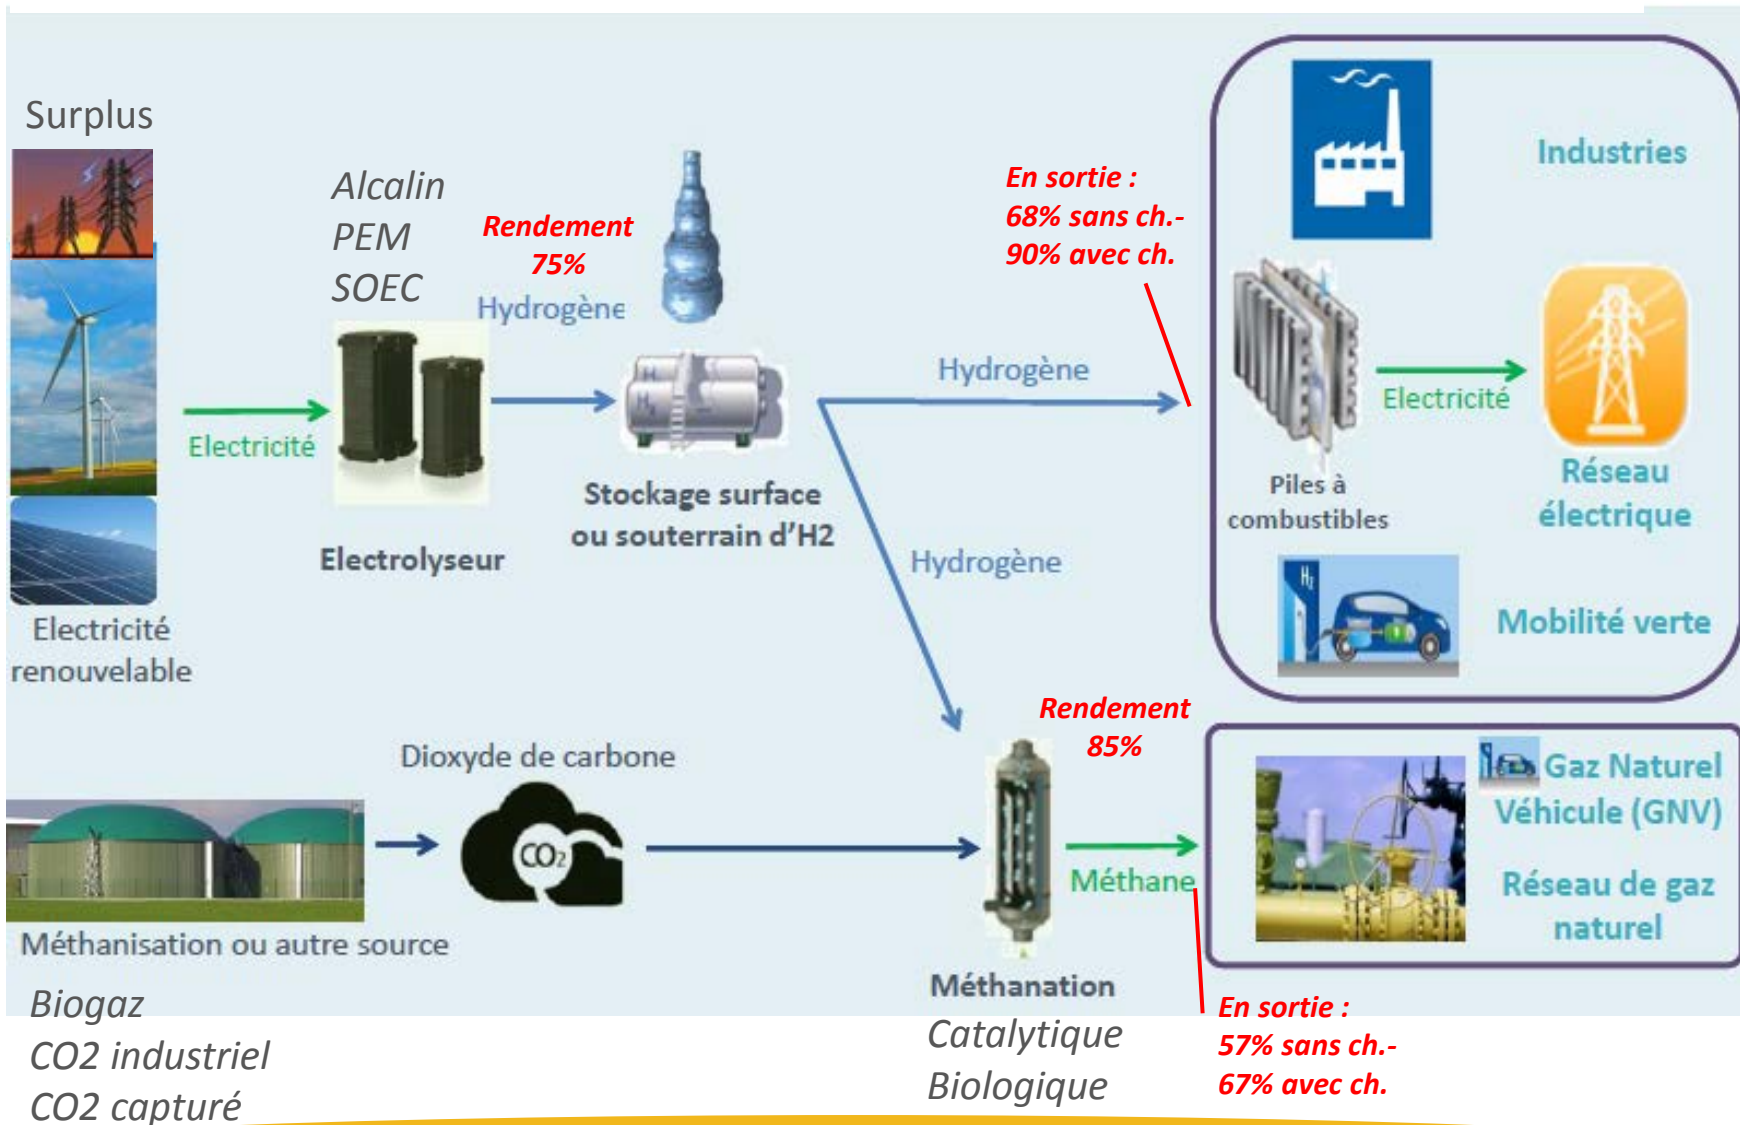 Surplus
Electricité
renouvelable
Electricité
Alcalin
PEM
SOEC
Electrolyseur
Rendement
75%
Hydrogène
H2
Stockage surface
ou souterrain d’H2
Hydrogène
Hydrogène
En sortie :
68% sans ch.-
90% avec ch.
Industries
Piles à
combustibles
Electricité
Réseau
électrique
H2
Mobilité verte
Méthanisation ou autre source
Biogaz
CO2 industriel
CO2 capturé
Dioxyde de carbone
CO2
Rendement
85%
Méthanation
Catalytique
Biologique
Méthane
En sortie :
57% sans ch.-
67% avec ch.
Gaz Naturel
Véhicule (GNV)
Réseau de gaz
naturel